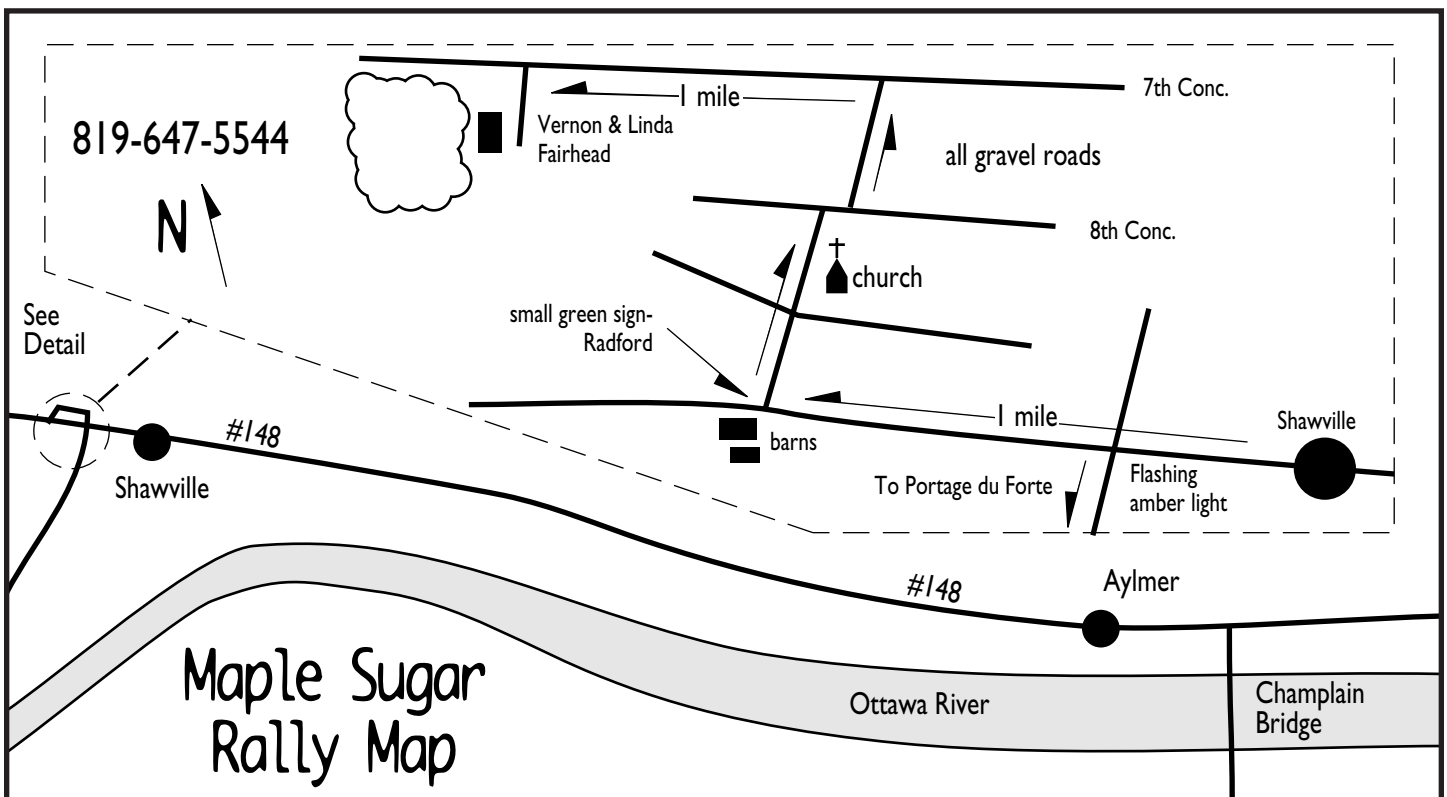 7th Conc.
1 mile
Vernon & Linda
Fairhead
819-647-5544
all gravel roads
N
8th Conc.
church
See
Detail
small green sign-
Radford
1 mile
Shawville
#148
barns
Shawville
To Portage du Forte
Flashing
amber light
#148
Aylmer
Maple Sugar
Rally Map
Ottawa River
Champlain
Bridge